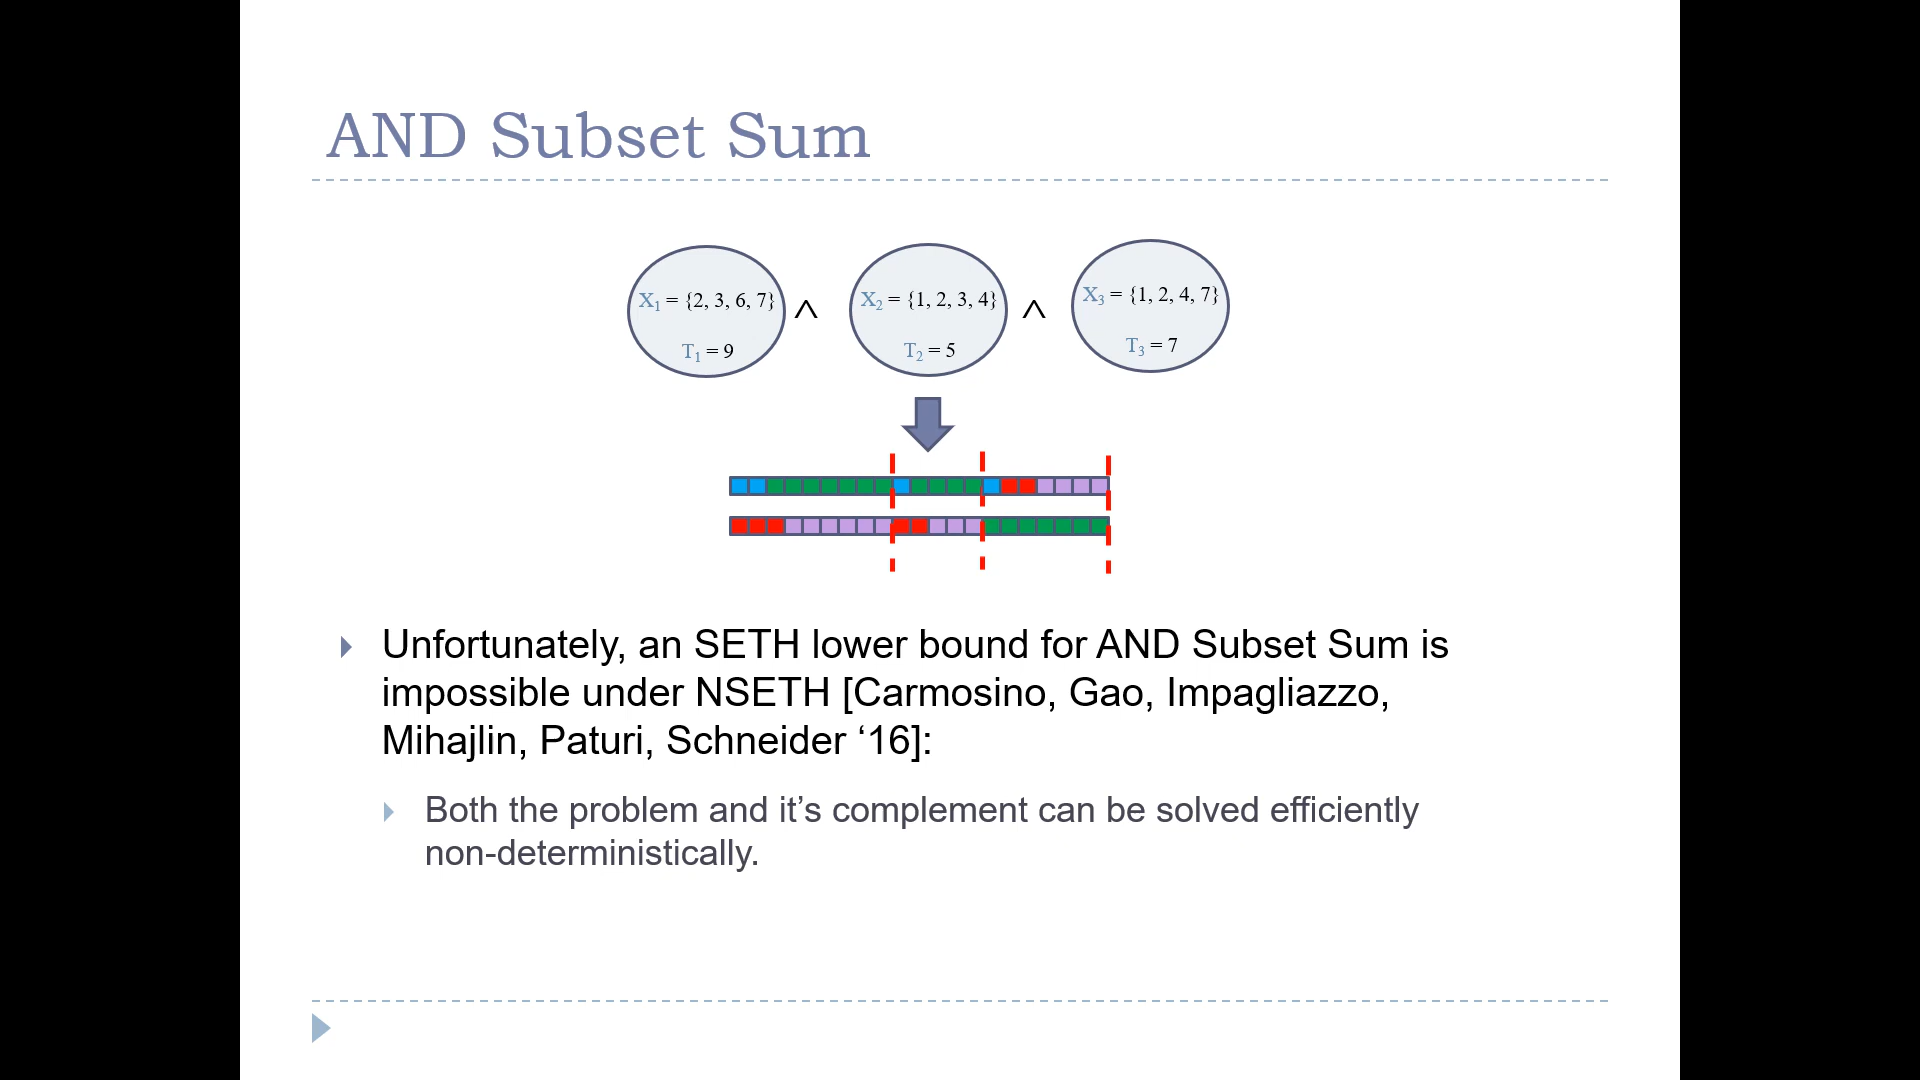 AND Subset Sum
X1 = {2, 3, 6, 7} ∧ X2 = {1, 2, 3, 4} ∧ X3 = {1, 2, 4, 7}
T1 = 9 T2 = 5 T3 = 7
Unfortunately, an SETH lower bound for AND Subset Sum is
impossible under NSETH [Carmosino, Gao, Impagliazzo,
Mihajlin, Paturi, Schneider ‘16]:
Both the problem and it’s complement can be solved efficiently
non-deterministically.